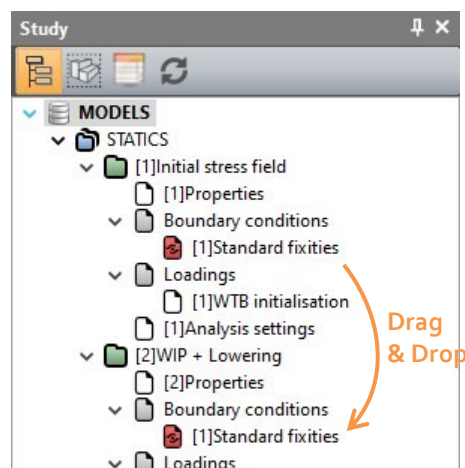 Study
MODELS
STATICS
[1]Initial stress field
[1]Properties
Boundary conditions
[1]Standard fixities
Loadings
[1]WTB initialisation
[1]Analysis settings
[2]WIP + Lowering
[2]Properties
Boundary conditions
[1]Standard fixities
Loadings
Drag
& Drop